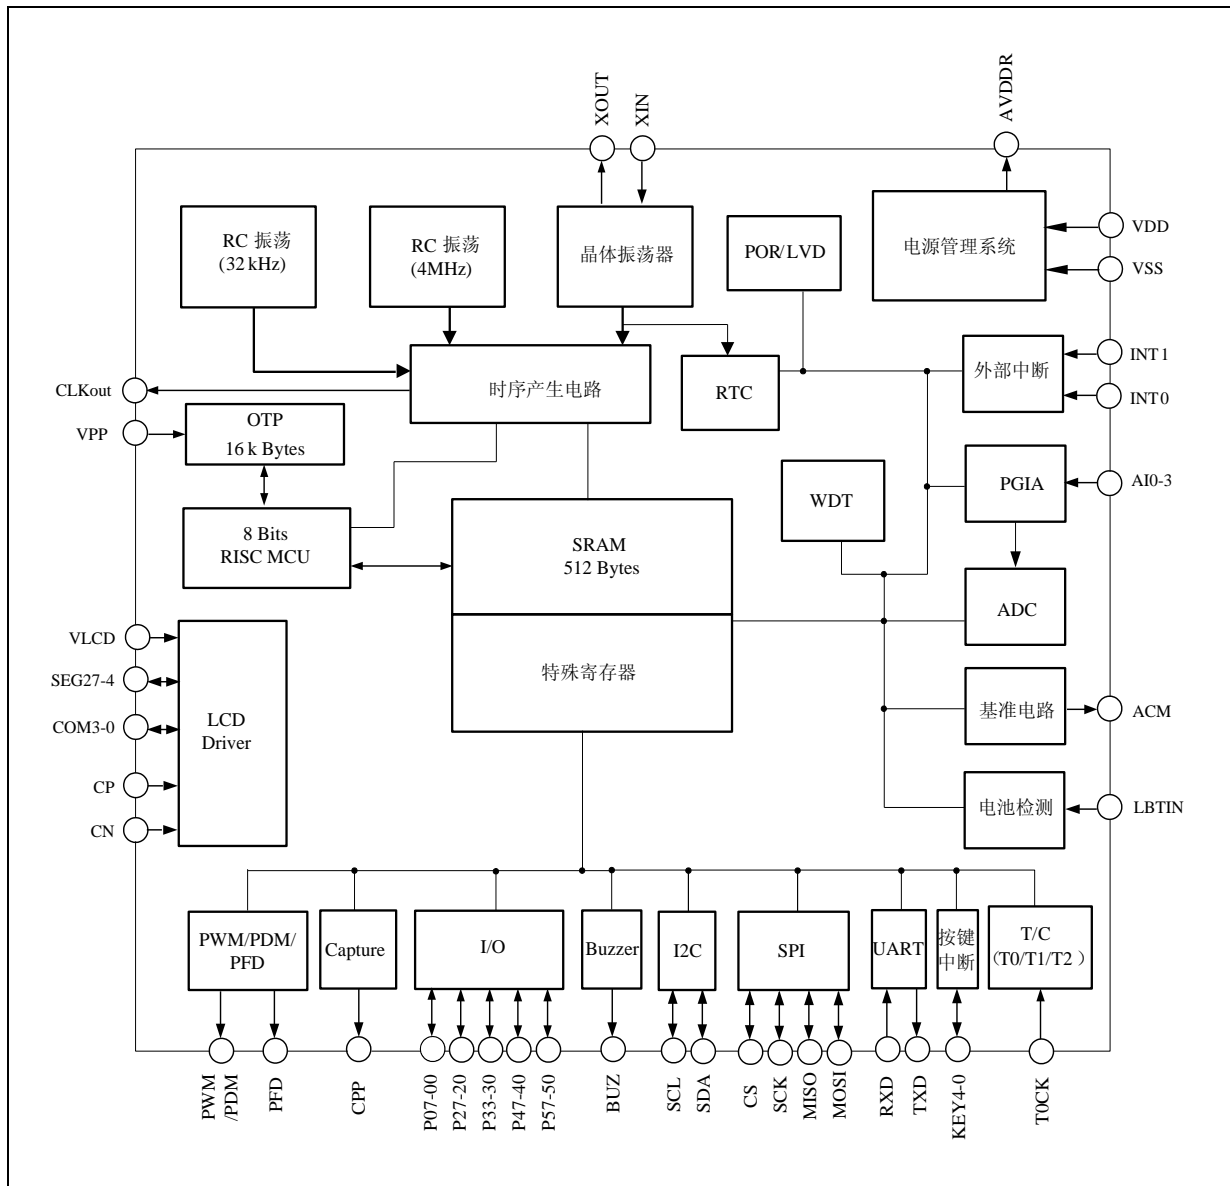 XOUT
XIN
AVDDR
RC 振荡
(32 kHz)
RC 振荡
(4MHz)
晶体振荡器
POR/LVD
电源管理系统
VDD
VSS
CLKout
时序产生电路
RTC
外部中断
INT1
INT0
VPP
OTP
16 k Bytes
WDT
PGIA
AI0-3
8 Bits
RISC MCU
SRAM
512 Bytes
ADC
VLCD
SEG27-4
COM3-0
CP
CN
LCD
Driver
特殊寄存器
基准电路
ACM
电池检测
LBTIN
PWM/PDM/
PFD
Capture
I/O
Buzzer
I2C
SPI
UART
按键
中断
T/C
(T0/T1/T2 )
PWM
/PDM
PFD
CPP
P07-00
P27-20
P33-30
P47-40
P57-50
BUZ
SCL
SDA
CS
SCK
MISO
MOSI
RXD
TXD
KEY4-0
T0CK